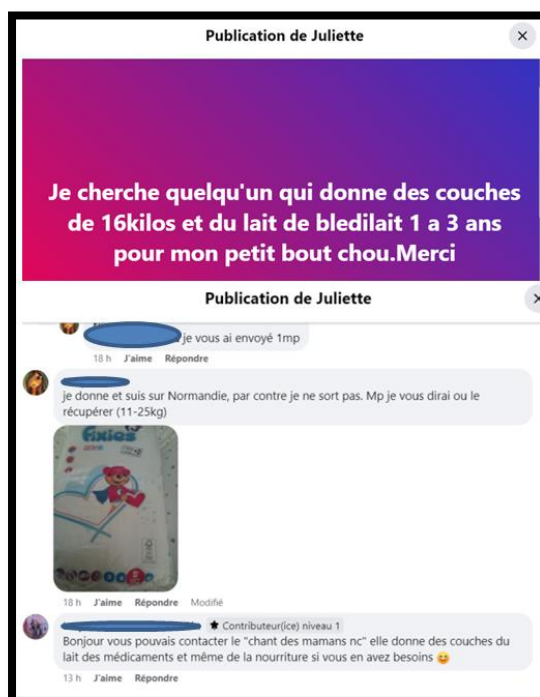 Publication de Juliette
Je cherche quelqu'un qui donne des couches
de 16kilos et du lait de bledilait 1 a 3 ans
pour mon petit bout chou.Merci
Publication de Juliette
je vous ai envoyé 1mp
18 h J'aime Répondre
je donne et suis sur Normandie, par contre je ne sort pas. Mp je vous dirai ou le
récupérer (11-25kg)
fixies
18 h J'aime Répondre Modifié
Contributeur(ice) niveau 1
Bonjour vous pouvais contacter le "chant des mamans nc" elle donne des couches du
lait des médicaments et même de la nourriture si vous en avez besoins 😄
13 h J'aime Répondre